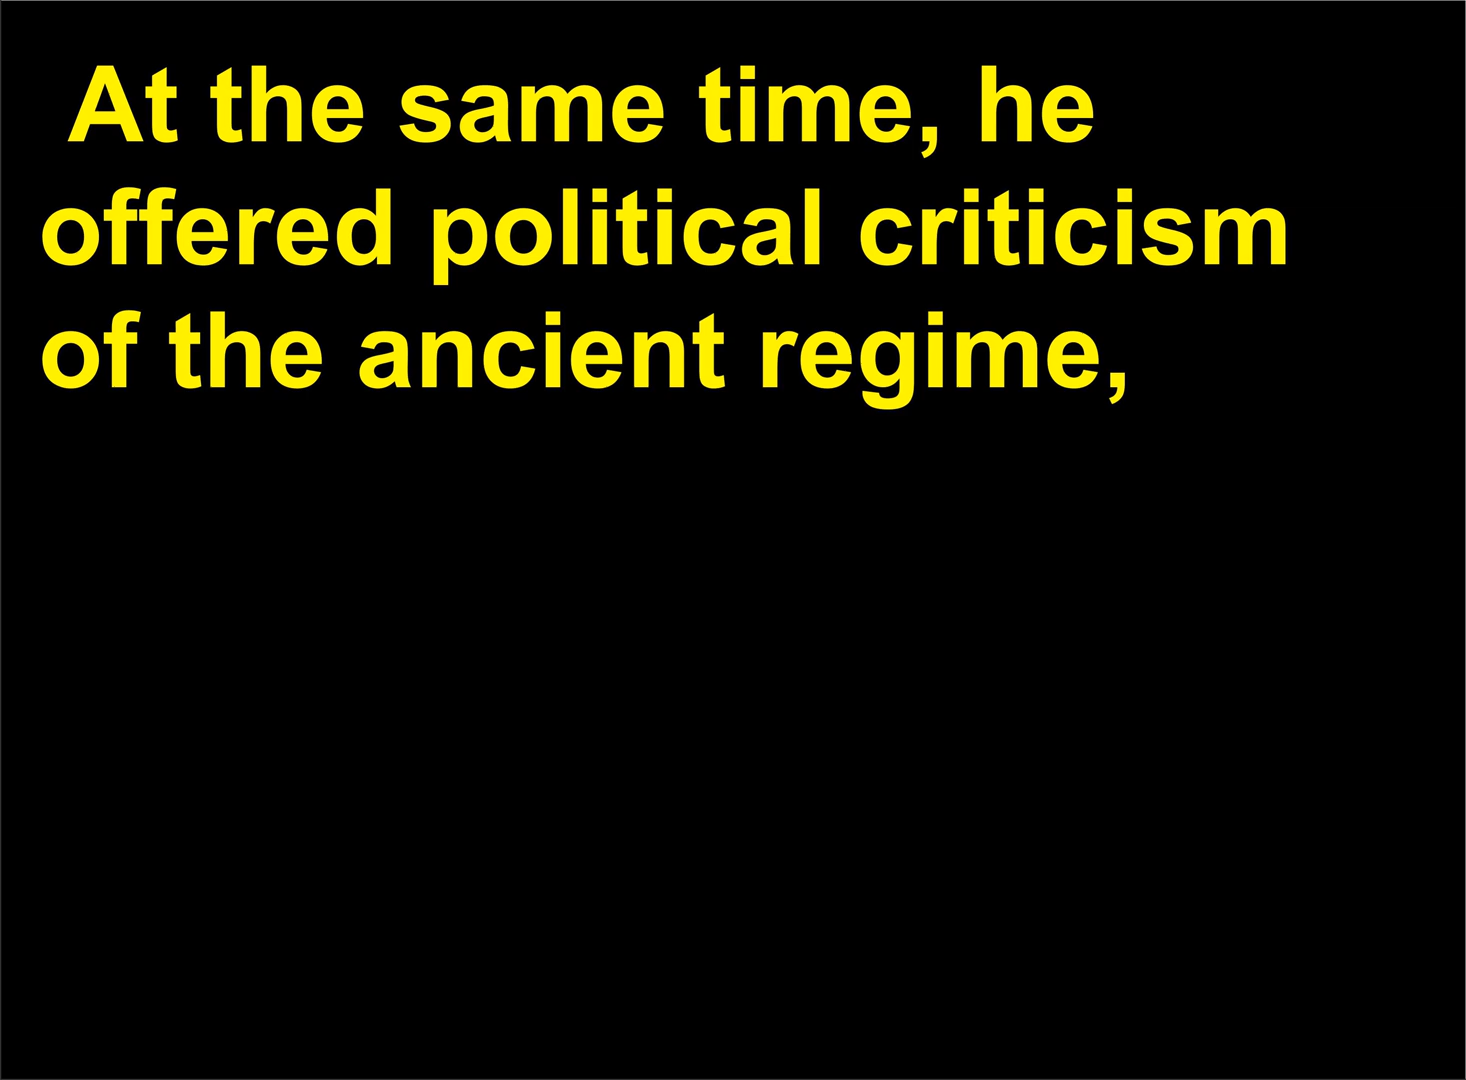 At the same time, he
offered political criticism
of the ancient regime,